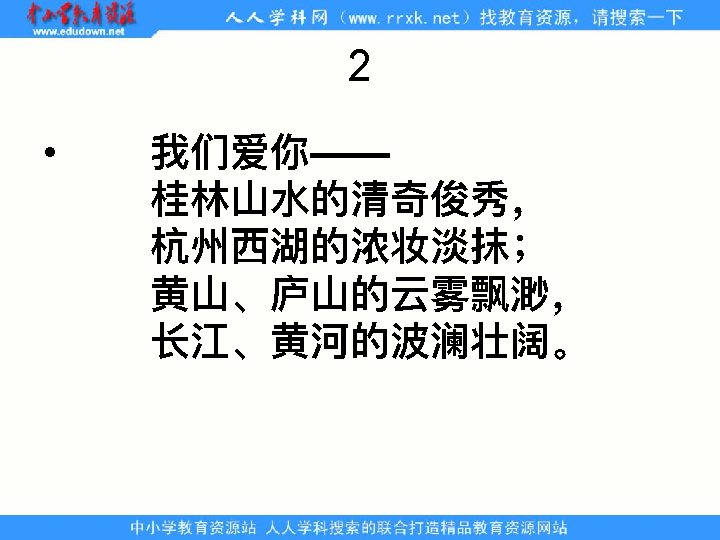 中小学教育资源
www.edudown.net
人人学科网（www.rrxk.net）找教育资源，请搜索一下
2
• 我们爱你——
桂林山水的清奇俊秀，
杭州西湖的浓妆淡抹；
黄山、庐山的云雾飘渺，
长江、黄河的波澜壮阔。
中小学教育资源站 人人学科搜索的联合打造精品教育资源网站